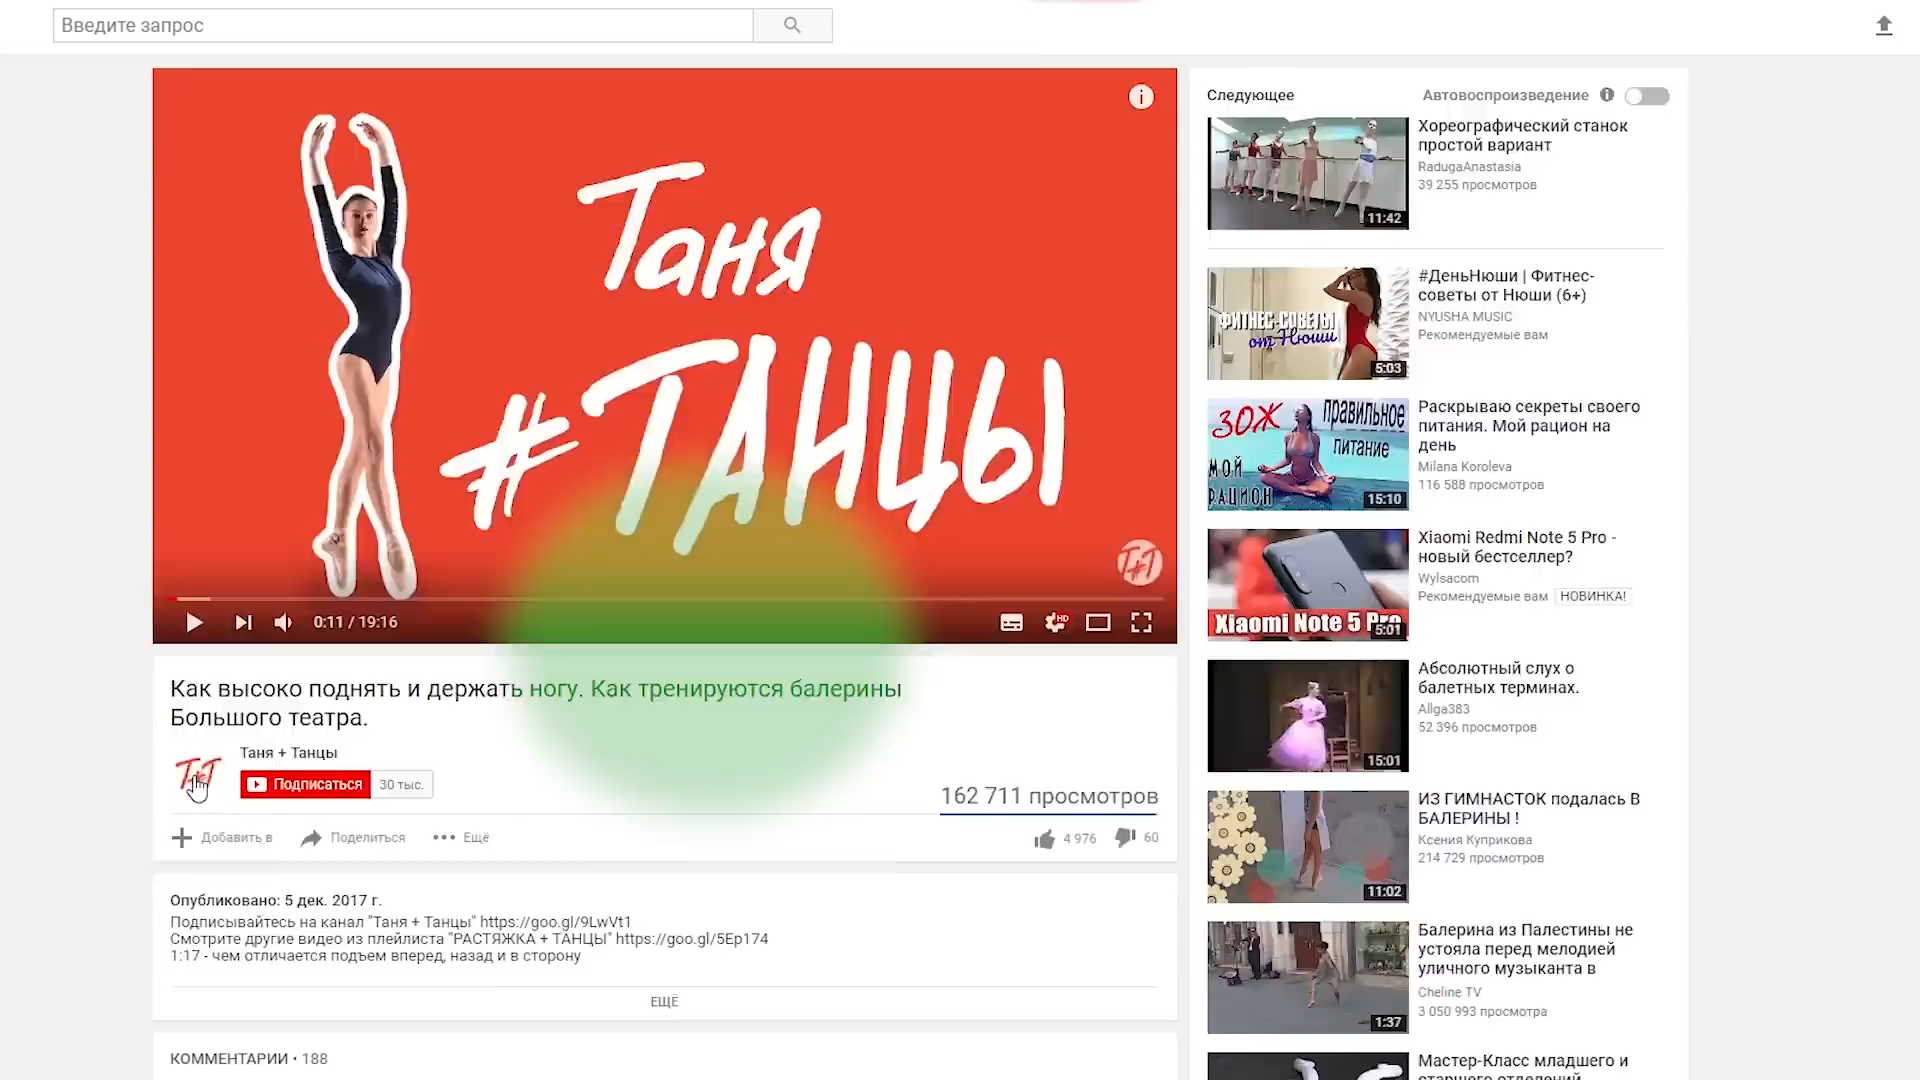 Введите запрос
Таня
#ТАНЦЫ
T#T
0:11 / 19:16
HD
Как высоко поднять и держать ногу. Как тренируются балерины
Большого театра.
T#T
Таня + Танцы
Подписаться
30 тыс.
162 711 просмотров
Добавить в
Поделиться
Ещё
4 976
60
Опубликовано: 5 дек. 2017 г.
Подписывайтесь на канал "Таня + Танцы" https://goo.gl/9LwVt1
Смотрите другие видео из плейлиста "РАСТЯЖКА + ТАНЦЫ" https://goo.gl/5Ep174
1:17 - чем отличается подъем вперед, назад и в сторону
ЕЩЁ
КОММЕНТАРИИ • 188
Следующее
Автовоспроизведение
11:42
Хореографический станок
простой вариант
RadugaAnastasia
39 255 просмотров
ФИТНЕС-СОВЕТЫ
от Нюши
5:03
#ДеньНюши | Фитнес-
советы от Нюши (6+)
NYUSHA MUSIC
Рекомендуемые вам
ЗОЖ
правильное
питание
МОЙ
РАЦИОН
15:10
Раскрываю секреты своего
питания. Мой рацион на
день
Milana Koroleva
116 588 просмотров
Xiaomi Note 5 Pro
5:01
Xiaomi Redmi Note 5 Pro -
новый бестселлер?
Wylsacom
Рекомендуемые вам
НОВИНКА!
15:01
Абсолютный слух о
балетных терминах.
Allga383
52 396 просмотров
11:02
ИЗ ГИМНАСТОК подалась В
БАЛЕРИНЫ !
Ксения Куприкова
214 729 просмотров
1:37
Балерина из Палестины не
устояла перед мелодией
уличного музыканта в
Cheline TV
3 050 993 просмотра
Мастер-Класс младшего и
старшего отделений